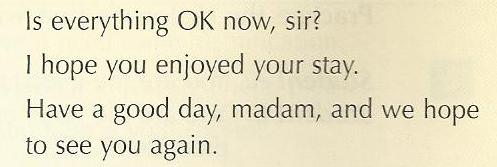 Is everything OK now, sir?
I hope you enjoyed your stay.
Have a good day, madam, and we hope
to see you again.